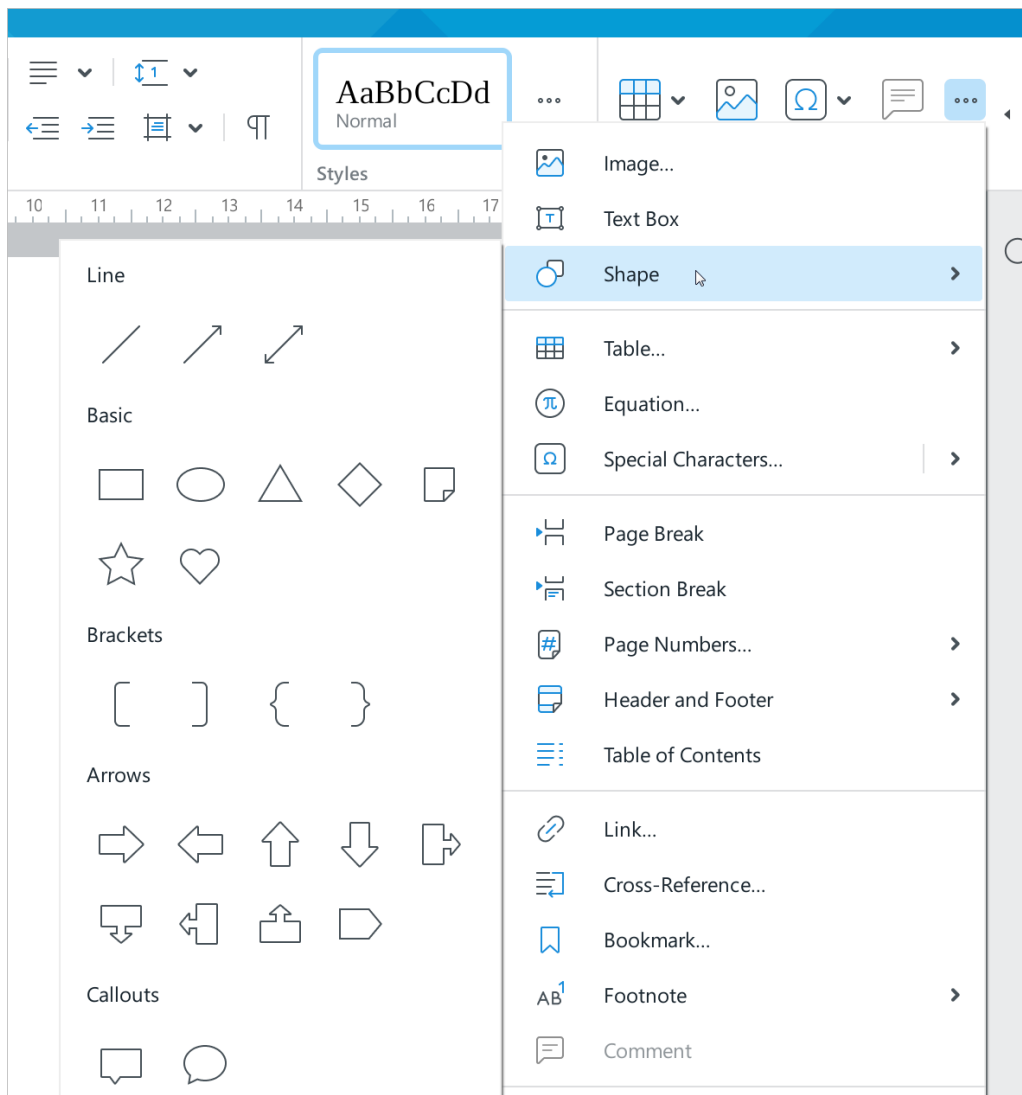 AaBbCcDd
Normal
Styles
10 11 12 13 14 15 16 17
Image...
Text Box
Shape
Table...
Equation...
Special Characters...
Page Break
Section Break
Page Numbers...
Header and Footer
Table of Contents
Link...
Cross-Reference...
Bookmark...
Footnote
Comment
Line
Basic
Brackets
Arrows
Callouts